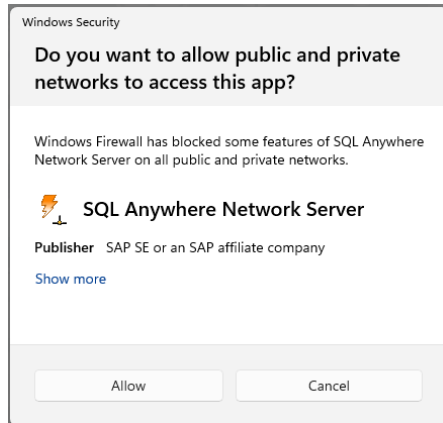 Windows Security
Do you want to allow public and private
networks to access this app?
Windows Firewall has blocked some features of SQL Anywhere
Network Server on all public and private networks.
SQL Anywhere Network Server
Publisher SAP SE or an SAP affiliate company
Show more
Allow
Cancel